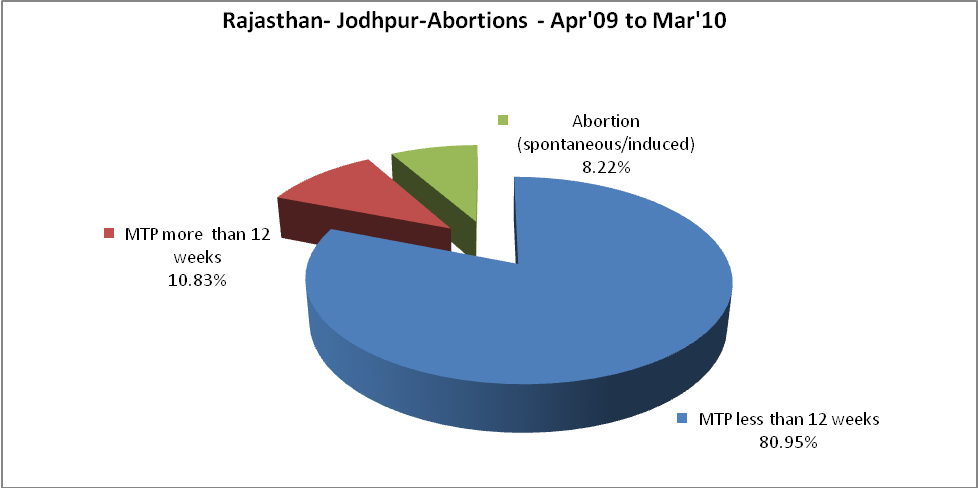 Rajasthan- Jodhpur-Abortions - Apr'09 to Mar'10
Abortion
(spontaneous/induced)
8.22%
MTP more than 12
weeks
10.83%
MTP less than 12 weeks
80.95%